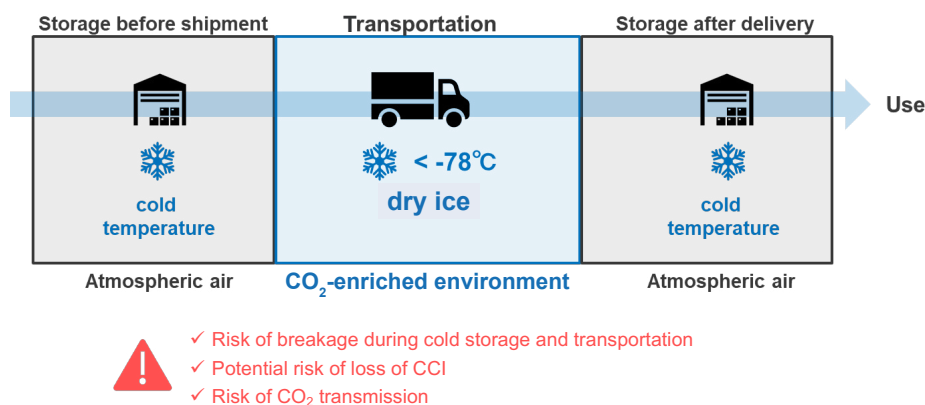 Storage before shipment
Transportation
Storage after delivery
Use
< -78℃
dry ice
cold
temperature
cold
temperature
Atmospheric air
CO₂-enriched environment
Atmospheric air
✓ Risk of breakage during cold storage and transportation
✓ Potential risk of loss of CCI
✓ Risk of CO₂ transmission